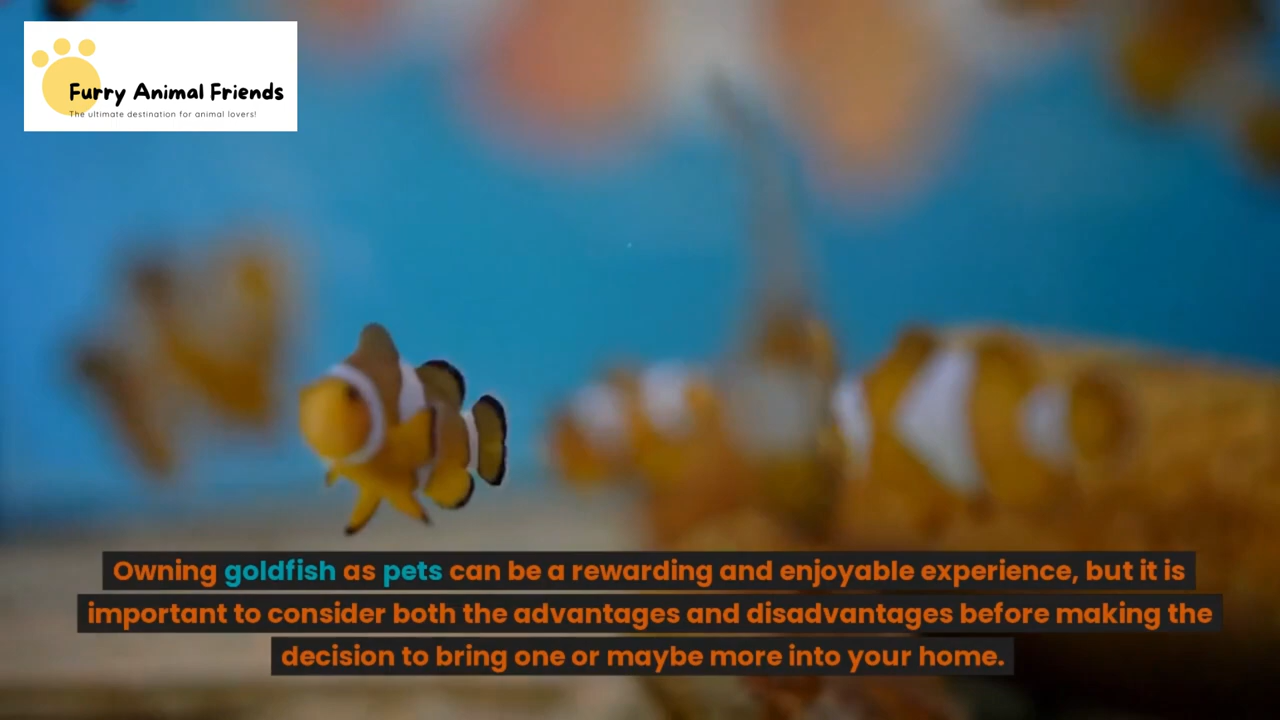 Furry Animal Friends
The ultimate destination for animal lovers!
Owning goldfish as pets can be a rewarding and enjoyable experience, but it is
important to consider both the advantages and disadvantages before making the
decision to bring one or maybe more into your home.